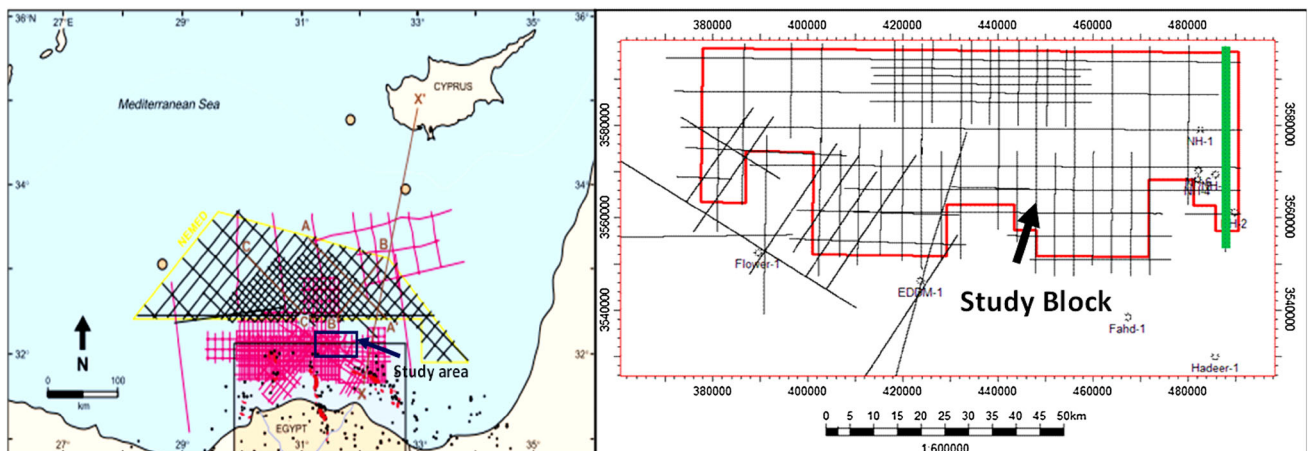 36°N
27°E
29°
31°
33°
35°
Mediterranean Sea
CYPRUS
X'
34°
34°
NEMED
A
B
C
C'
B'
A'
32°
32°
N
0 100
km
Study area
X
EGYPT
27°
29°
31°
33°
35°
380000 400000 420000 440000 460000 480000
3580000
3580000
3560000
3560000
3540000
3540000
NH-1
Flower-1
EDDM-1
Study Block
Fahd-1
Hadeer-1
380000 400000 420000 440000 460000 480000
0 5 10 15 20 25 30 35 40 45 50km
1:600000